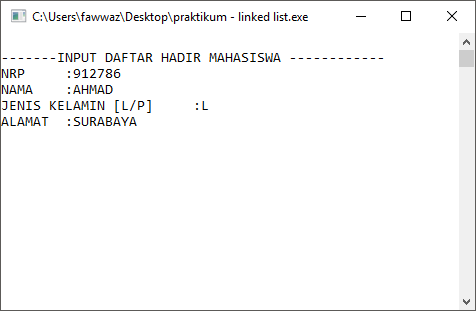 C:\Users\fawwaz\Desktop\praktikum - linked list.exe
-------INPUT DAFTAR HADIR MAHASISWA ------------
NRP     :912786
NAMA    :AHMAD
JENIS KELAMIN [L/P]     :L
ALAMAT  :SURABAYA